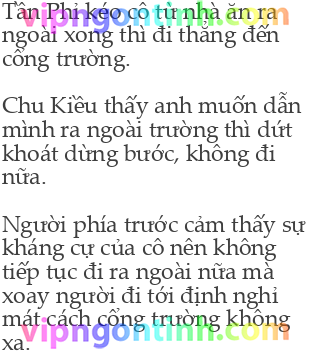 Tần Phỉ kéo cô từ nhà ăn ra
ngoài xong thì đi thẳng đến
cổng trường.
Chu Kiều thấy anh muốn dẫn
mình ra ngoài trường thì dứt
khoát dừng bước, không đi
nữa.
Người phía trước cảm thấy sự
kháng cự của cô nên không
tiếp tục đi ra ngoài nữa mà
xoay người đi tới định nghỉ
mát cách cổng trường không
xa.
vipngontinh.com
vipngontinh.com